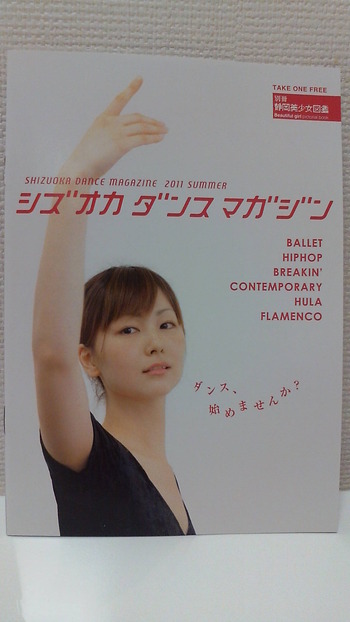 TAKE ONE FREE
別冊
静岡美少女図鑑
Beautiful girl pictorial book
SHIZUOKA DANCE MAGAZINE 2011 SUMMER
シズオカ ダンス マガジン
BALLET
HIPHOP
BREAKIN'
CONTEMPORARY
HULA
FLAMENCO
ダンス、
始めませんか?